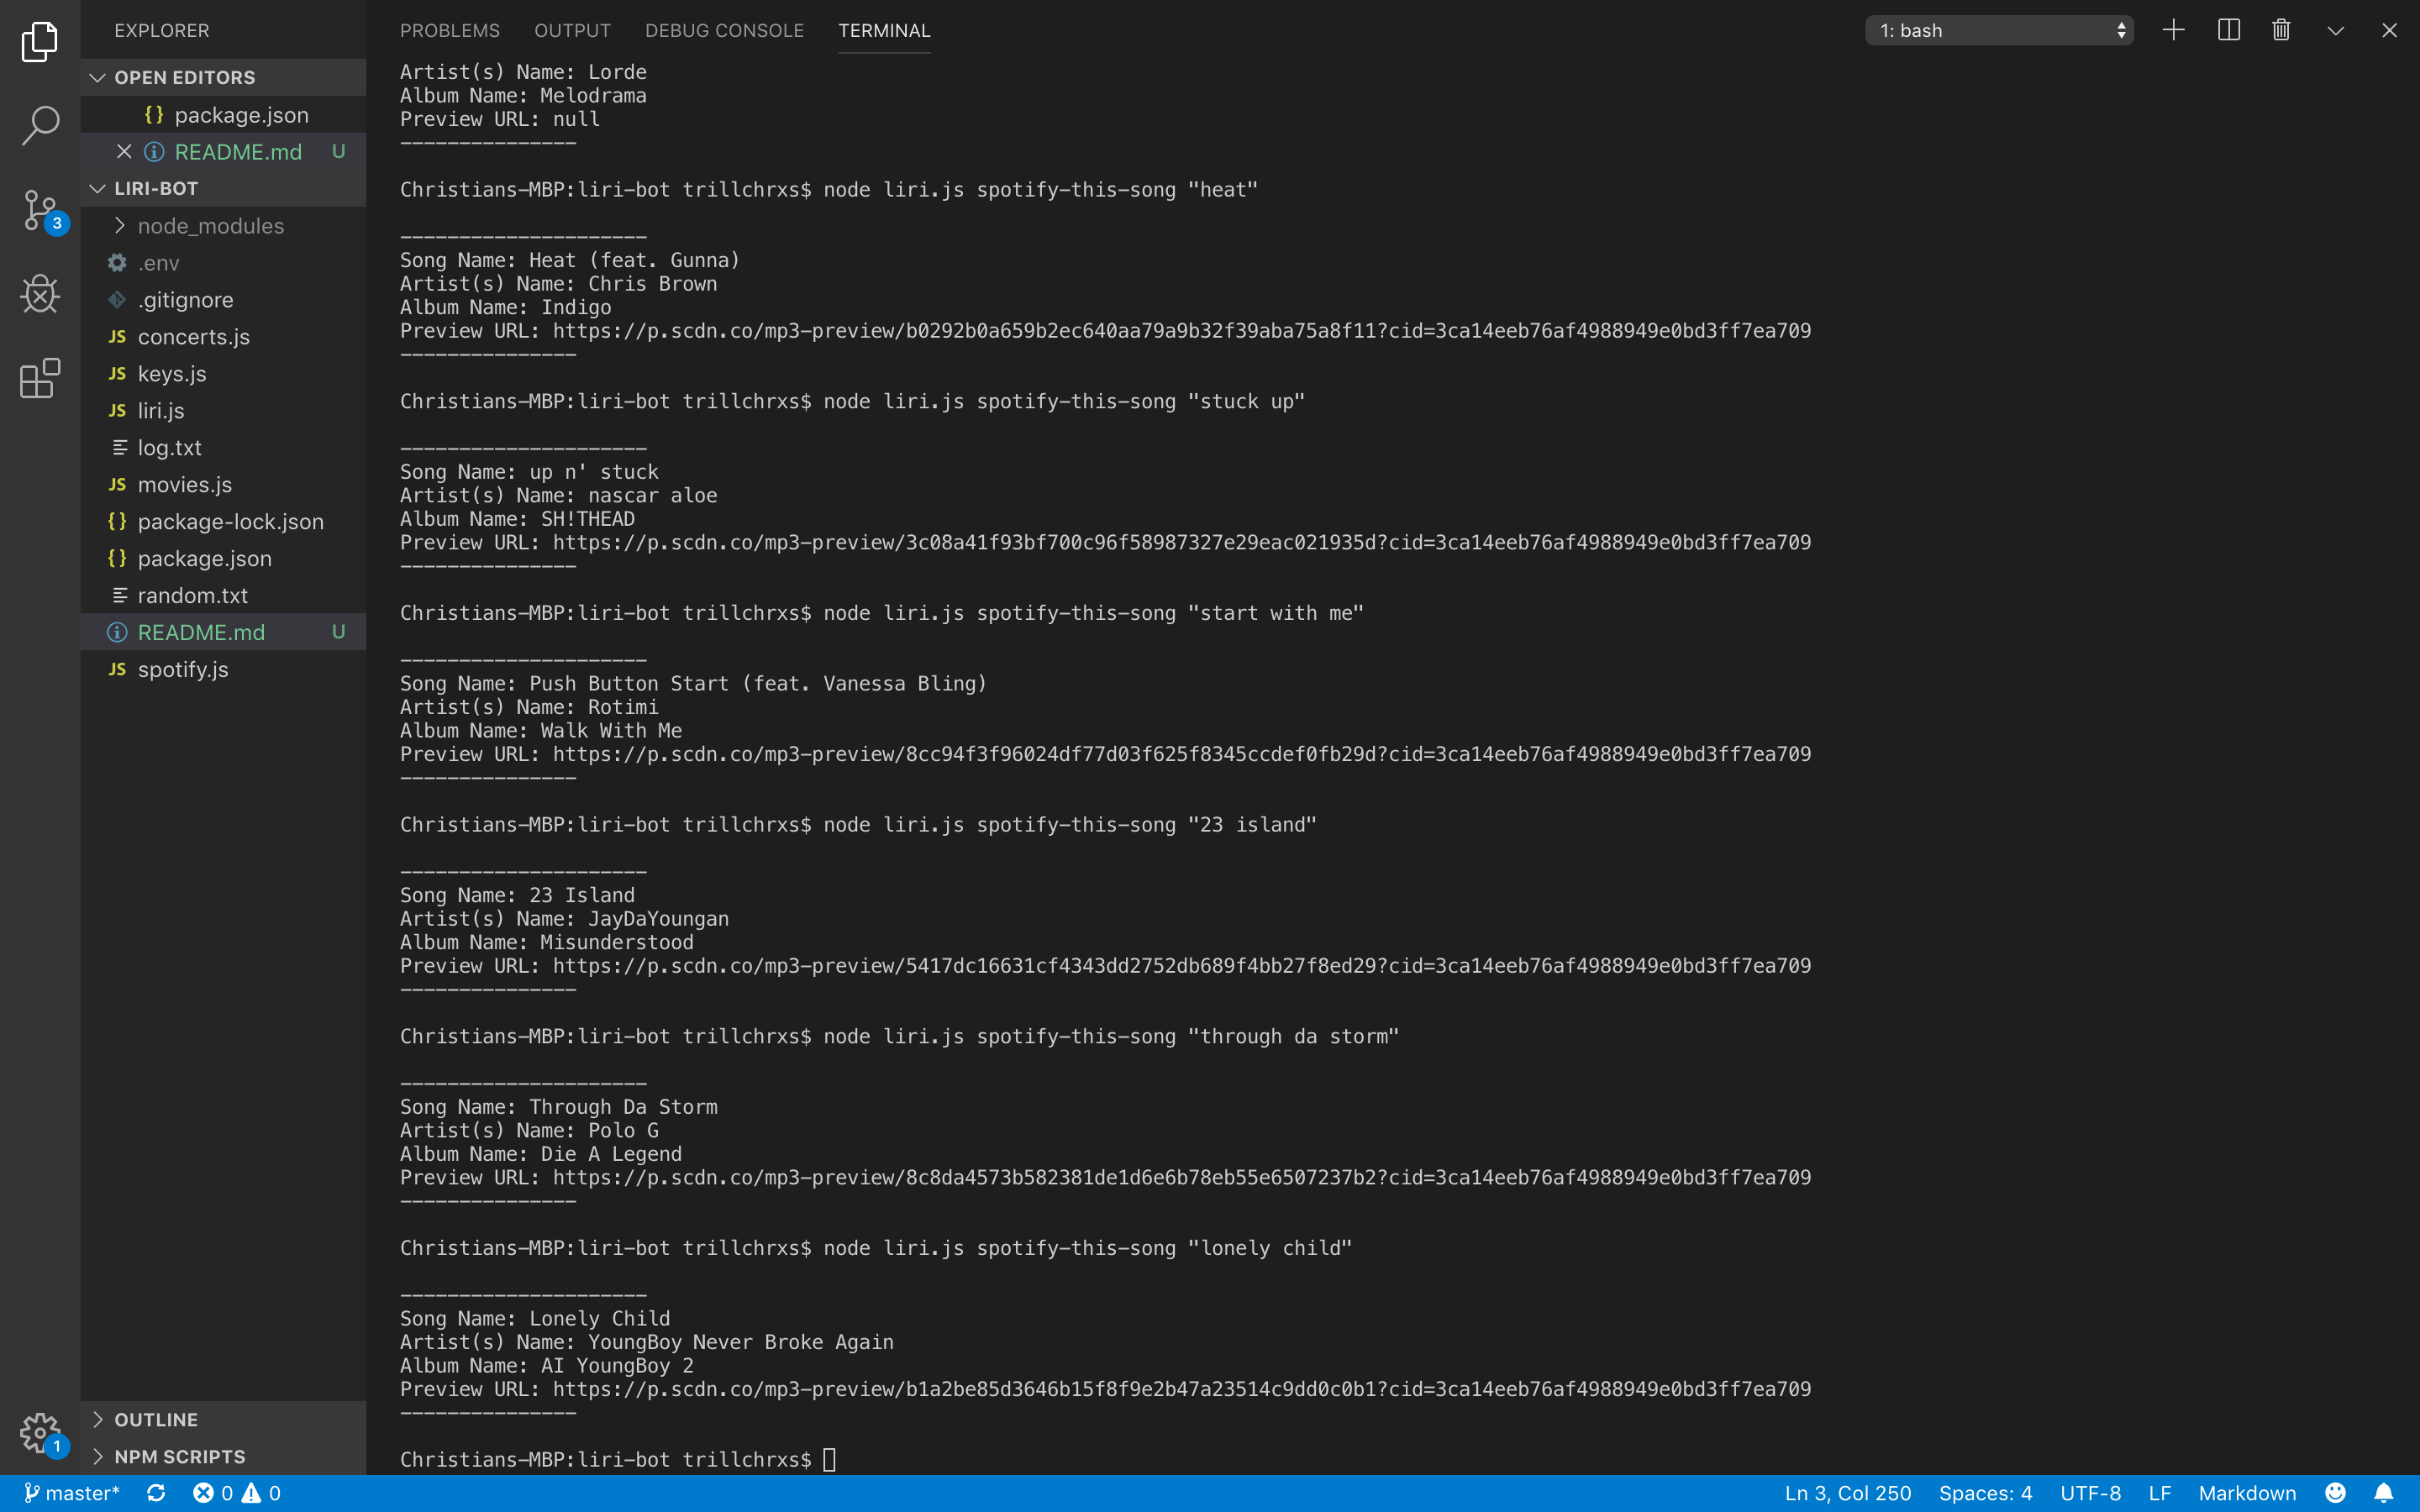 EXPLORER
OPEN EDITORS
{} package.json
README.md U
LIRI-BOT
node_modules
.env
.gitignore
JS concerts.js
JS keys.js
JS liri.js
log.txt
JS movies.js
{} package-lock.json
{} package.json
random.txt
README.md U
JS spotify.js
OUTLINE
NPM SCRIPTS
3
1
PROBLEMS OUTPUT DEBUG CONSOLE TERMINAL 1: bash
Artist(s) Name: Lorde
Album Name: Melodrama
Preview URL: null
---------------
Christians-MBP:liri-bot trillchrxs$ node liri.js spotify-this-song "heat"
---------------------
Song Name: Heat (feat. Gunna)
Artist(s) Name: Chris Brown
Album Name: Indigo
Preview URL: https://p.scdn.co/mp3-preview/b0292b0a659b2ec640aa79a9b32f39aba75a8f11?cid=3ca14eeb76af4988949e0bd3ff7ea709
---------------
Christians-MBP:liri-bot trillchrxs$ node liri.js spotify-this-song "stuck up"
---------------------
Song Name: up n' stuck
Artist(s) Name: nascar aloe
Album Name: SH!THEAD
Preview URL: https://p.scdn.co/mp3-preview/3c08a41f93bf700c96f58987327e29eac021935d?cid=3ca14eeb76af4988949e0bd3ff7ea709
---------------
Christians-MBP:liri-bot trillchrxs$ node liri.js spotify-this-song "start with me"
---------------------
Song Name: Push Button Start (feat. Vanessa Bling)
Artist(s) Name: Rotimi
Album Name: Walk With Me
Preview URL: https://p.scdn.co/mp3-preview/8cc94f3f96024df77d03f625f8345ccdef0fb29d?cid=3ca14eeb76af4988949e0bd3ff7ea709
---------------
Christians-MBP:liri-bot trillchrxs$ node liri.js spotify-this-song "23 island"
---------------------
Song Name: 23 Island
Artist(s) Name: JayDaYoungan
Album Name: Misunderstood
Preview URL: https://p.scdn.co/mp3-preview/5417dc16631cf4343dd2752db689f4bb27f8ed29?cid=3ca14eeb76af4988949e0bd3ff7ea709
---------------
Christians-MBP:liri-bot trillchrxs$ node liri.js spotify-this-song "through da storm"
---------------------
Song Name: Through Da Storm
Artist(s) Name: Polo G
Album Name: Die A Legend
Preview URL: https://p.scdn.co/mp3-preview/8c8da4573b582381de1d6e6b78eb55e6507237b2?cid=3ca14eeb76af4988949e0bd3ff7ea709
---------------
Christians-MBP:liri-bot trillchrxs$ node liri.js spotify-this-song "lonely child"
---------------------
Song Name: Lonely Child
Artist(s) Name: YoungBoy Never Broke Again
Album Name: AI YoungBoy 2
Preview URL: https://p.scdn.co/mp3-preview/b1a2be85d3646b15f8f9e2b47a23514c9dd0c0b1?cid=3ca14eeb76af4988949e0bd3ff7ea709
---------------
Christians-MBP:liri-bot trillchrxs$
master* 0 0 Ln 3, Col 250 Spaces: 4 UTF-8 LF Markdown